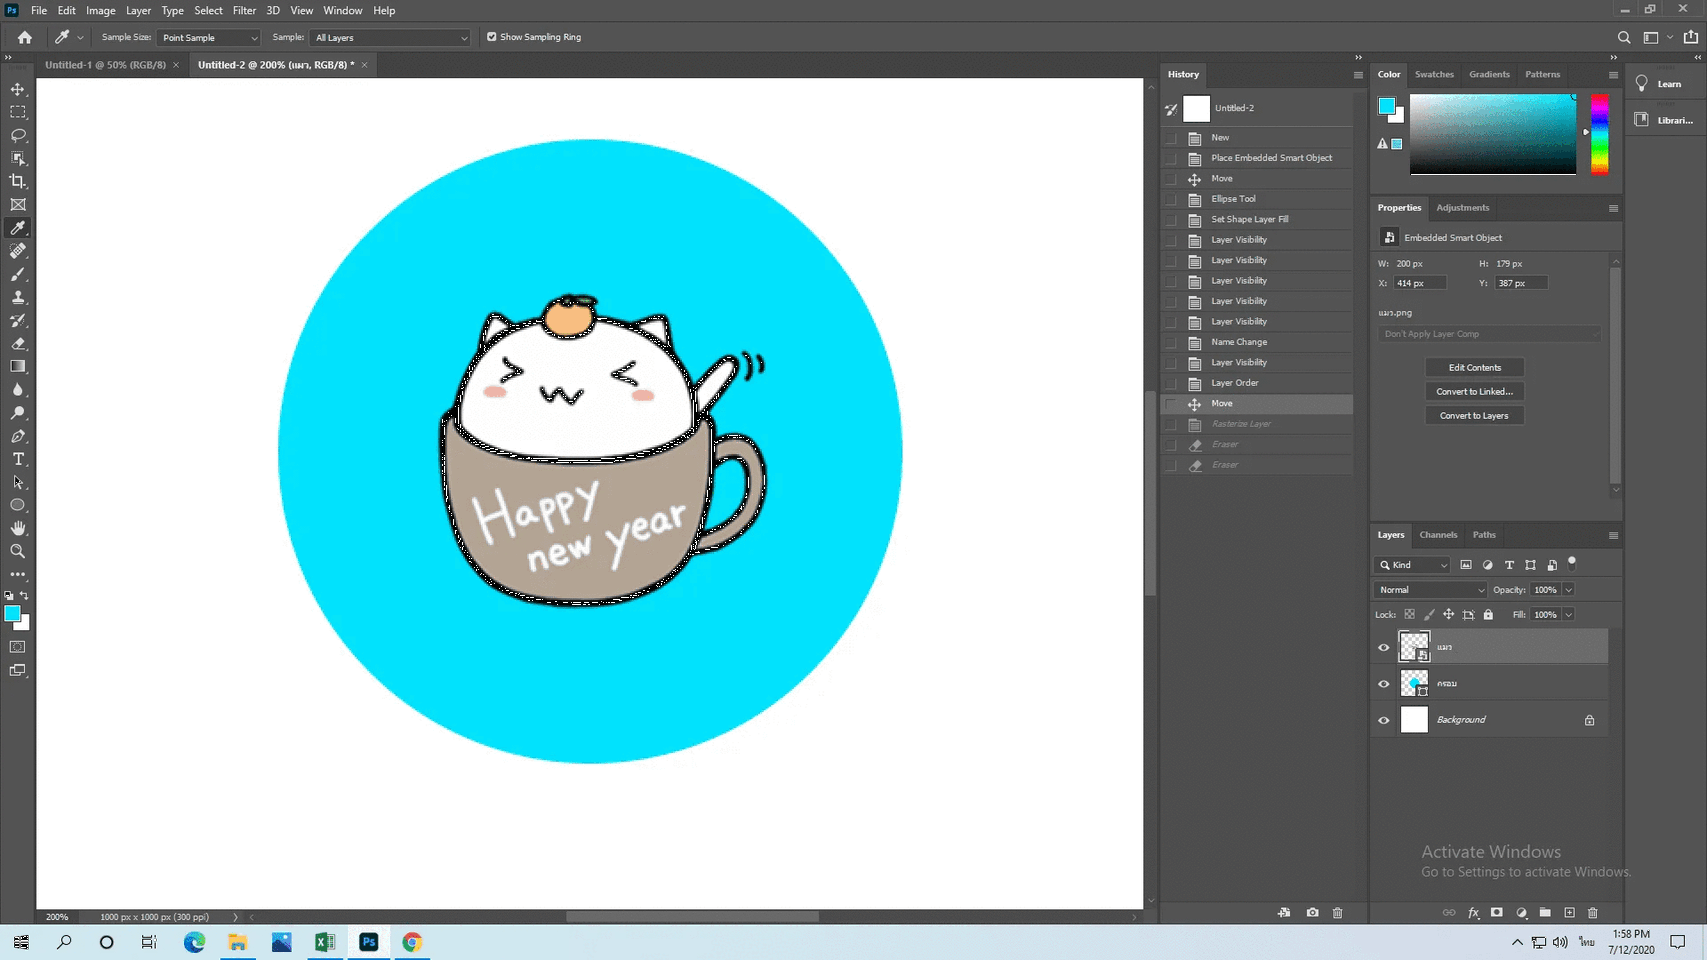 Ps File Edit Image Layer Type Select Filter 3D View Window Help
Sample Size: Point Sample Sample: All Layers Show Sampling Ring
Untitled-1 @ 50% (RGB/8) × Untitled-2 @ 200% (แมว, RGB/8) * ×
Happy
new year
200% 1000 px x 1000 px (300 ppi)
History
Untitled-2
New
Place Embedded Smart Object
Move
Ellipse Tool
Set Shape Layer Fill
Layer Visibility
Layer Visibility
Layer Visibility
Layer Visibility
Layer Visibility
Name Change
Layer Visibility
Layer Order
Move
Rasterize Layer
Eraser
Eraser
Color Swatches Gradients Patterns
Learn
Librari...
Properties Adjustments
Embedded Smart Object
W: 200 px H: 179 px
X: 414 px Y: 387 px
แมว.png
Don't Apply Layer Comp
Edit Contents
Convert to Linked...
Convert to Layers
Layers Channels Paths
Kind
Normal Opacity: 100%
Lock: Fill: 100%
แมว
กรอบ
Background
Activate Windows
Go to Settings to activate Windows.
Ps
ไทย
1:58 PM
7/12/2020